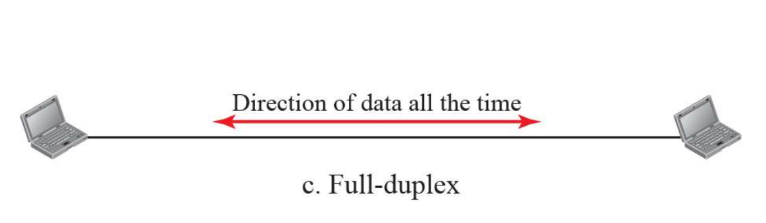 Direction of data all the time
c. Full-duplex